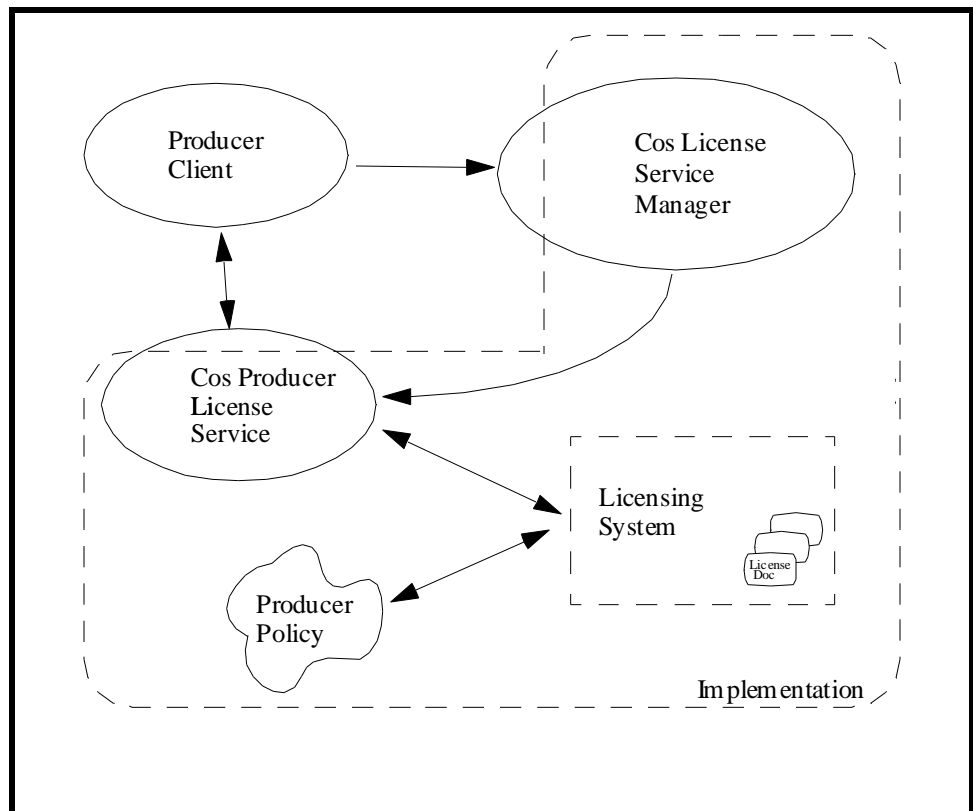 Producer
Client
Cos License
Service
Manager
Cos Producer
License
Service
Licensing
System
License
Doc
Producer
Policy
Implementation